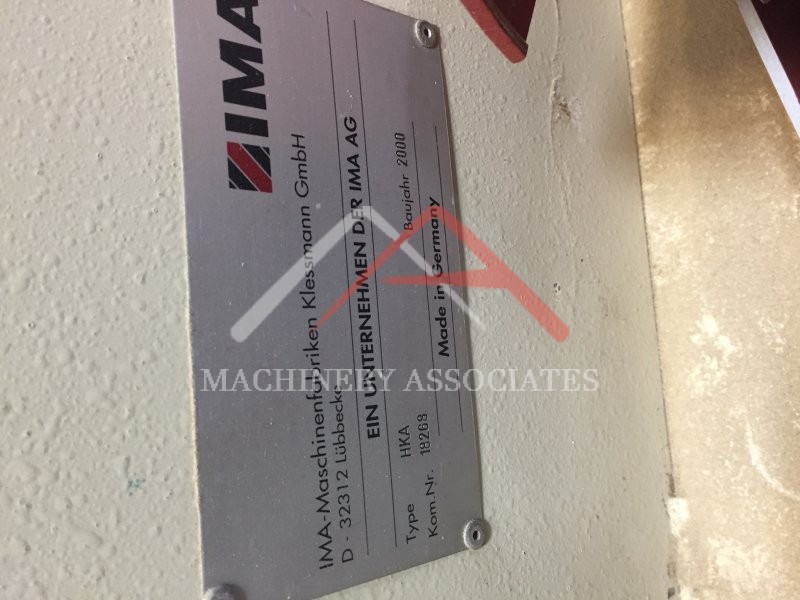 IMA
IMA-Maschinenfabriken Klessmann GmbH
D - 32312 Lübbecke
EIN UNTERNEHMEN DER IMA AG
Type HKA Baujahr 2000
Kom.Nr. 18268
Made in Germany
MACHINERY ASSOCIATES